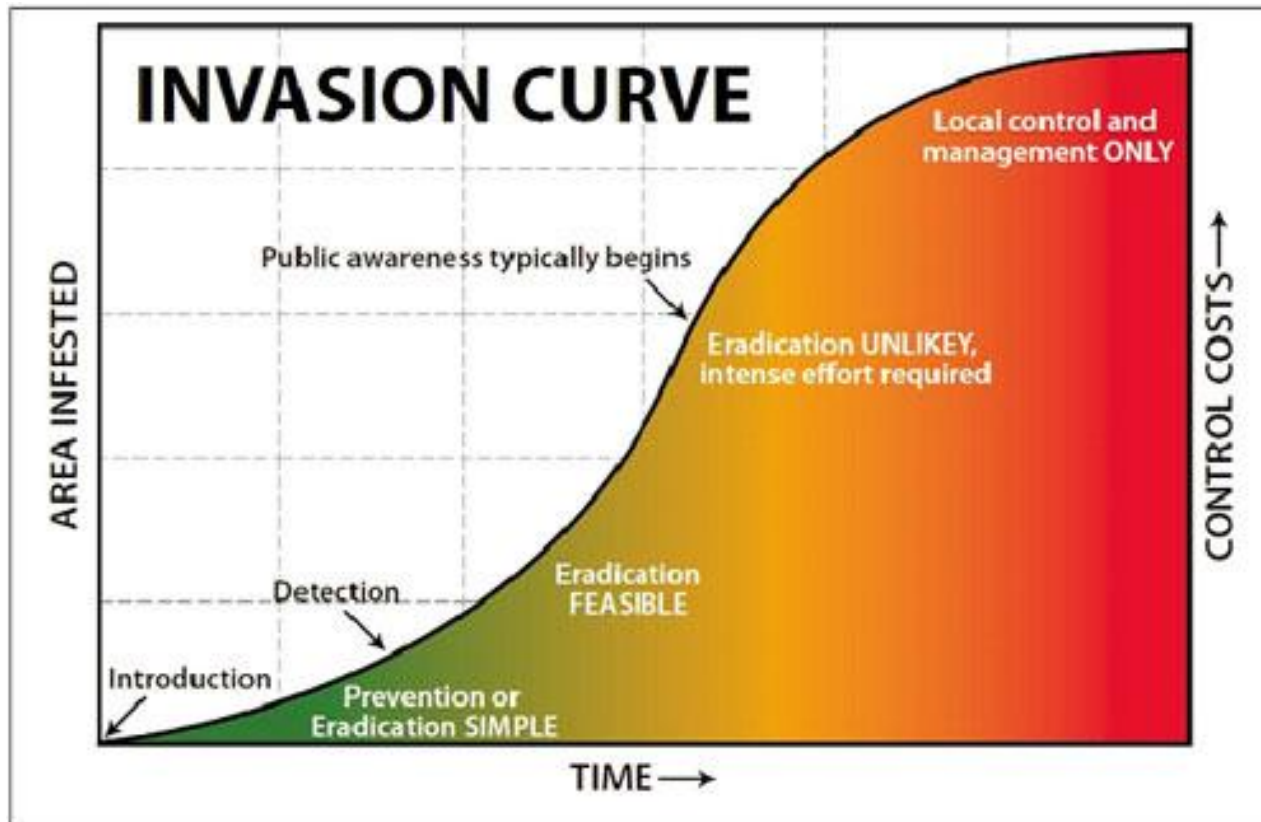 INVASION CURVE
Local control and
management ONLY
Public awareness typically begins
Eradication UNLIKEY,
intense effort required
Detection
Eradication
FEASIBLE
Introduction
Prevention or
Eradication SIMPLE
AREA INFESTED
CONTROL COSTS
TIME